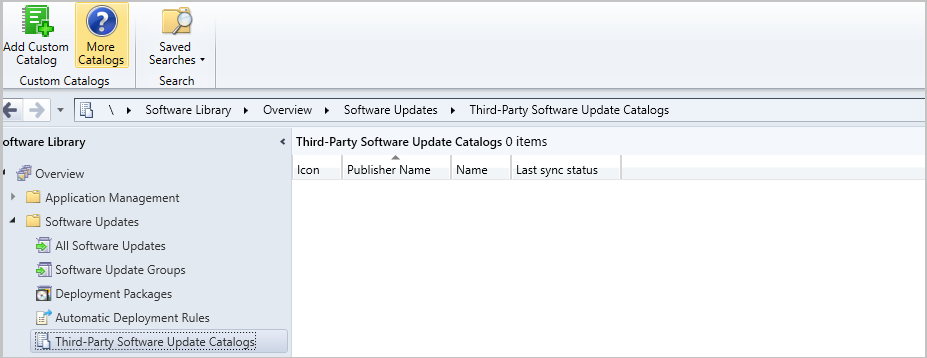 Add Custom
Catalog
More
Catalogs
Saved
Searches
Custom Catalogs
Search
\ Software Library Overview Software Updates Third-Party Software Update Catalogs
oftware Library
Third-Party Software Update Catalogs 0 items
Icon Publisher Name Name Last sync status
Overview
Application Management
Software Updates
All Software Updates
Software Update Groups
Deployment Packages
Automatic Deployment Rules
Third-Party Software Update Catalogs